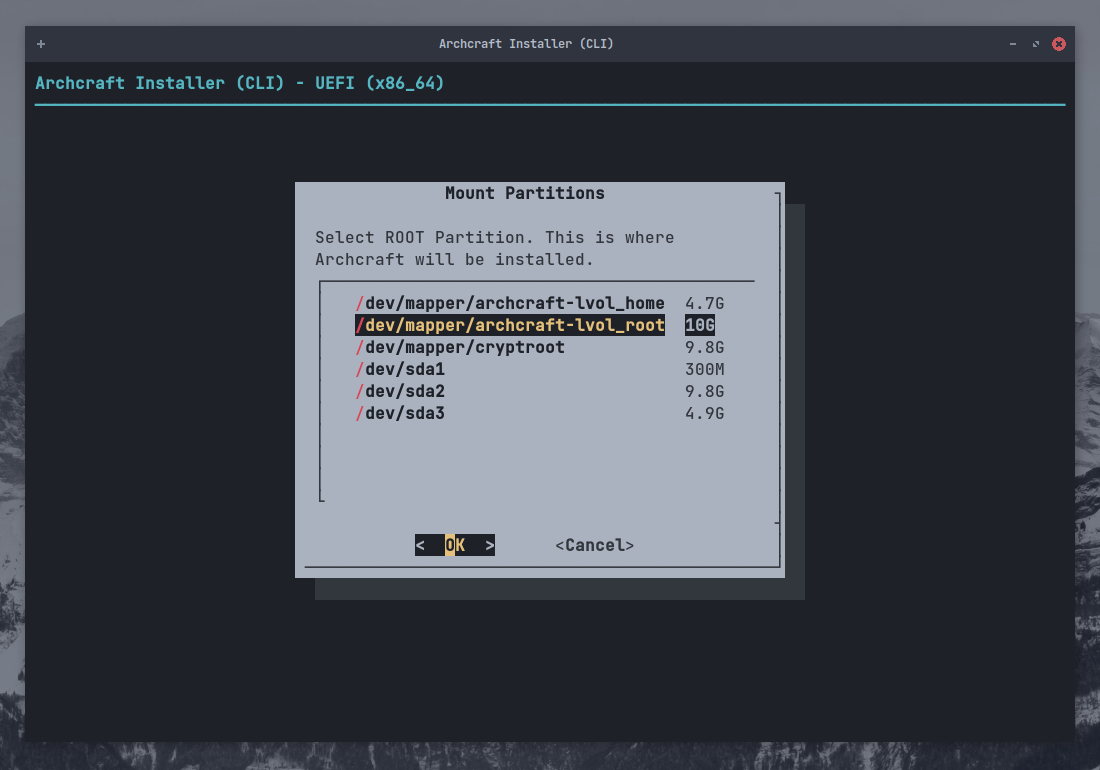 Archcraft Installer (CLI)
Archcraft Installer (CLI) - UEFI (x86_64)
Mount Partitions
Select ROOT Partition. This is where
Archcraft will be installed.
/dev/mapper/archcraft-lvol_home 4.7G
/dev/mapper/archcraft-lvol_root 10G
/dev/mapper/cryptroot 9.8G
/dev/sda1 300M
/dev/sda2 9.8G
/dev/sda3 4.9G
< OK > <Cancel>